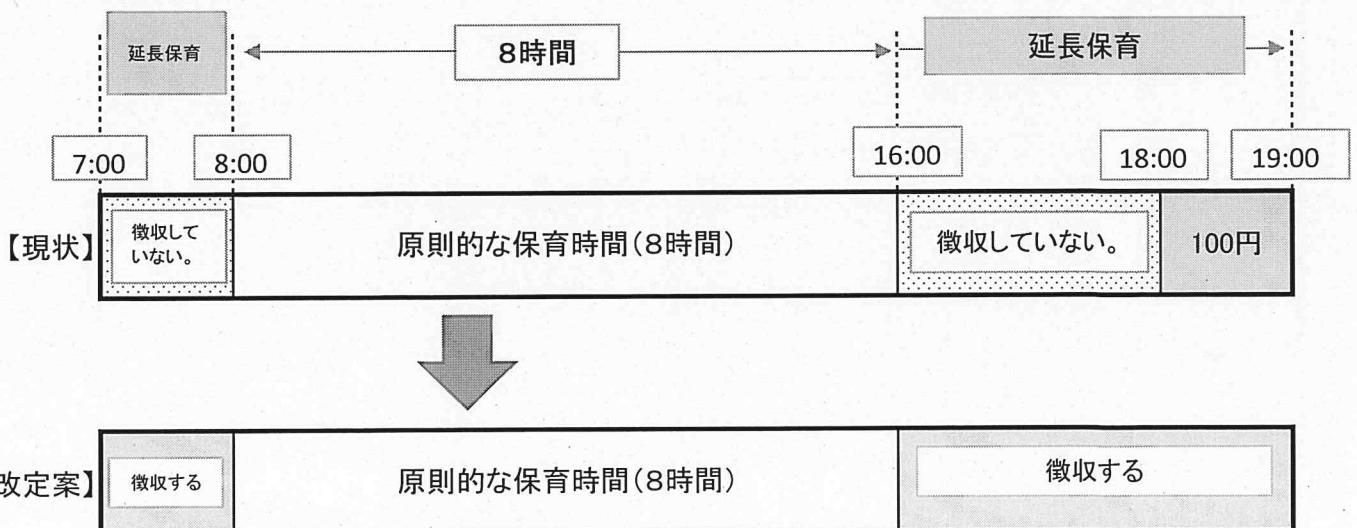 延長保育
8時間
延長保育
7:00
8:00
16:00
18:00
19:00
【現状】
徴収して
いない。
原則的な保育時間(8時間)
徴収していない。
100円
改定案】
徴収する
原則的な保育時間(8時間)
徴収する